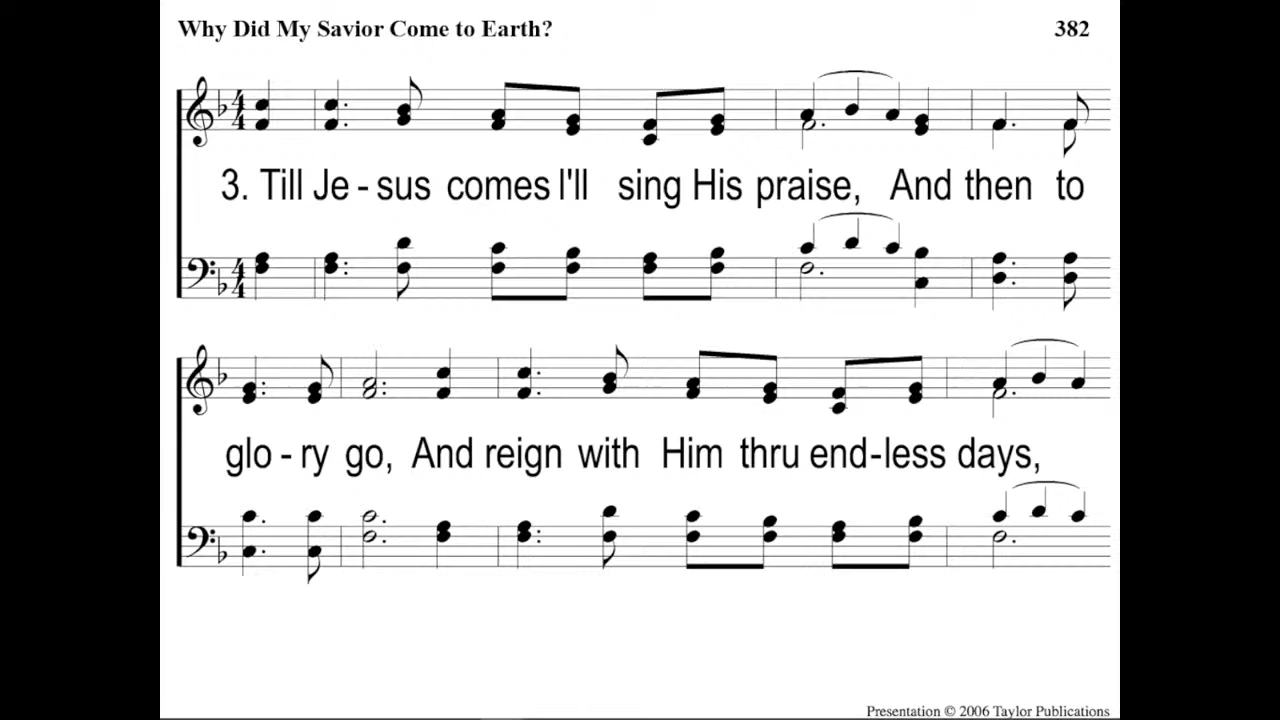 Why Did My Savior Come to Earth? 382
3. Till Je - sus comes I'll sing His praise, And then to
glo - ry go, And reign with Him thru end-less days,
Presentation © 2006 Taylor Publications